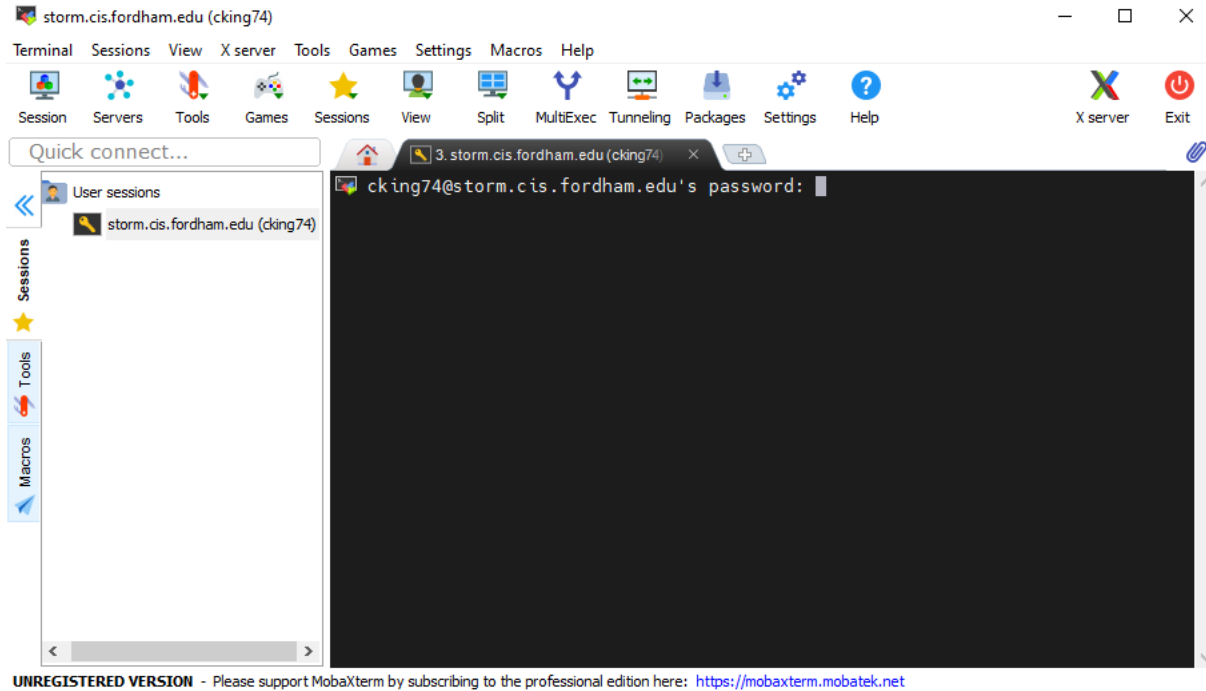 storm.cis.fordham.edu (cking74)
Terminal Sessions View X server Tools Games Settings Macros Help
Session Servers Tools Games Sessions View Split MultiExec Tunneling Packages Settings Help X server Exit
Quick connect...
3. storm.cis.fordham.edu (cking74)
User sessions
storm.cis.fordham.edu (cking74)
cking74@storm.cis.fordham.edu's password:
Sessions
Tools
Macros
UNREGISTERED VERSION - Please support MobaXterm by subscribing to the professional edition here: https://mobaxterm.mobatek.net